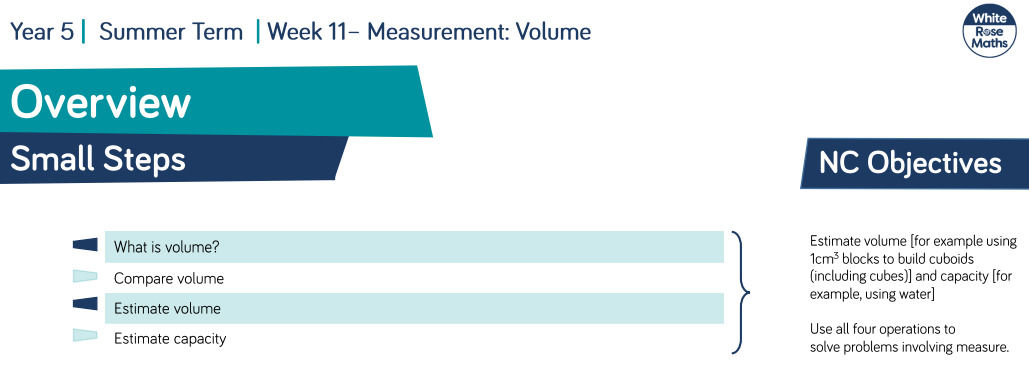 Year 5 | Summer Term | Week 11– Measurement: Volume
White
Rose
Maths
Overview
Small Steps
NC Objectives
What is volume?
Compare volume
Estimate volume
Estimate capacity
Estimate volume [for example using
1cm³ blocks to build cuboids
(including cubes)] and capacity [for
example, using water]
Use all four operations to
solve problems involving measure.